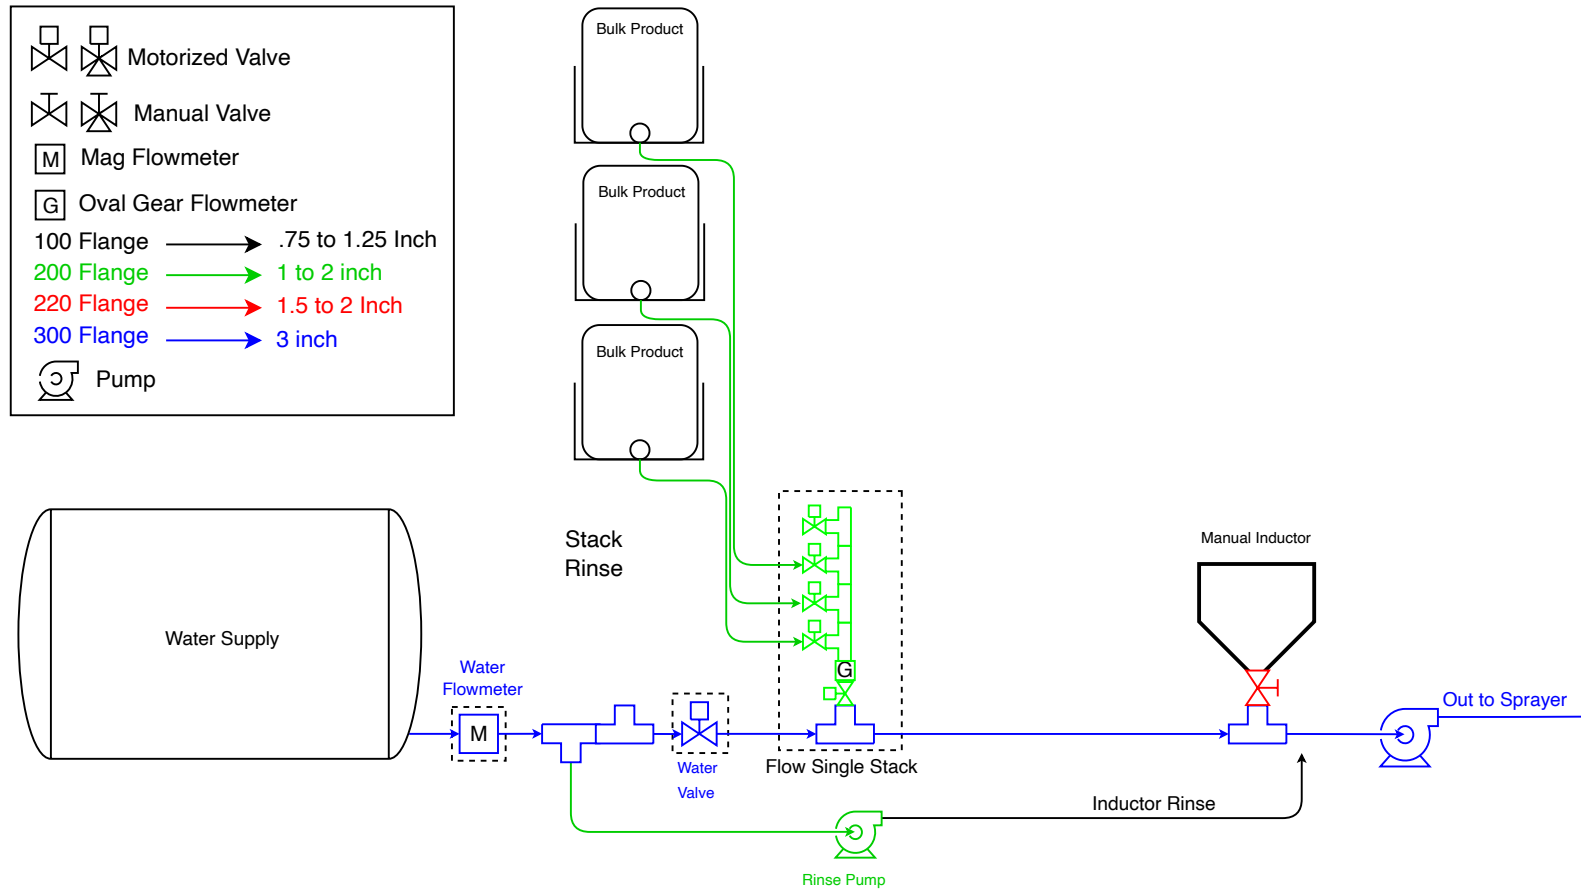 Motorized Valve
Manual Valve
M Mag Flowmeter
G Oval Gear Flowmeter
100 Flange .75 to 1.25 Inch
200 Flange 1 to 2 inch
220 Flange 1.5 to 2 Inch
300 Flange 3 inch
Pump
Bulk Product
Bulk Product
Bulk Product
Stack
Rinse
Manual Inductor
Water Supply
Water
Flowmeter
M
G
Out to Sprayer
Water
Valve
Flow Single Stack
Inductor Rinse
Rinse Pump